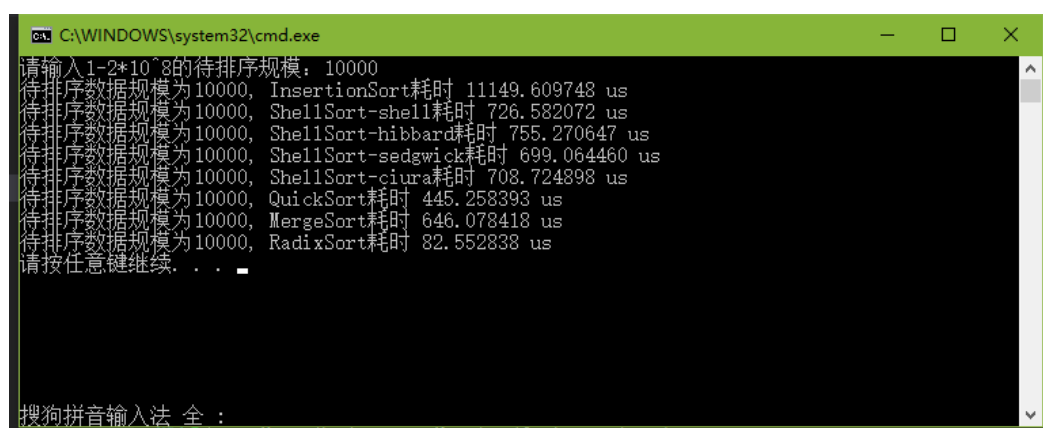 C:\WINDOWS\system32\cmd.exe
请输入1-2*10^8的待排序规模: 10000
待排序数据规模为10000, InsertionSort耗时 11149.609748 us
待排序数据规模为10000, ShellSort-shell耗时 726.582072 us
待排序数据规模为10000, ShellSort-hibbard耗时 755.270647 us
待排序数据规模为10000, ShellSort-sedgwick耗时 699.064460 us
待排序数据规模为10000, ShellSort-ciura耗时 708.724898 us
待排序数据规模为10000, QuickSort耗时 445.258393 us
待排序数据规模为10000, MergeSort耗时 646.078418 us
待排序数据规模为10000, RadixSort耗时 82.552838 us
请按任意键继续. . .
搜狗拼音输入法 全 :